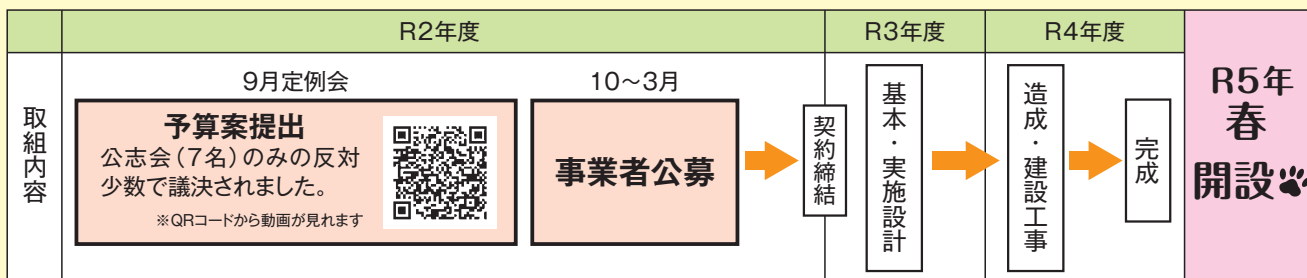 R2年度
R3年度
R4年度
取組内容
9月定例会
予算案提出
公志会(7名)のみの反対
少数で議決されました。
※QRコードから動画が見れます
10〜3月
事業者公募
契約締結
基本・実施設計
造成・建設工事
完成
R5年
春
開設